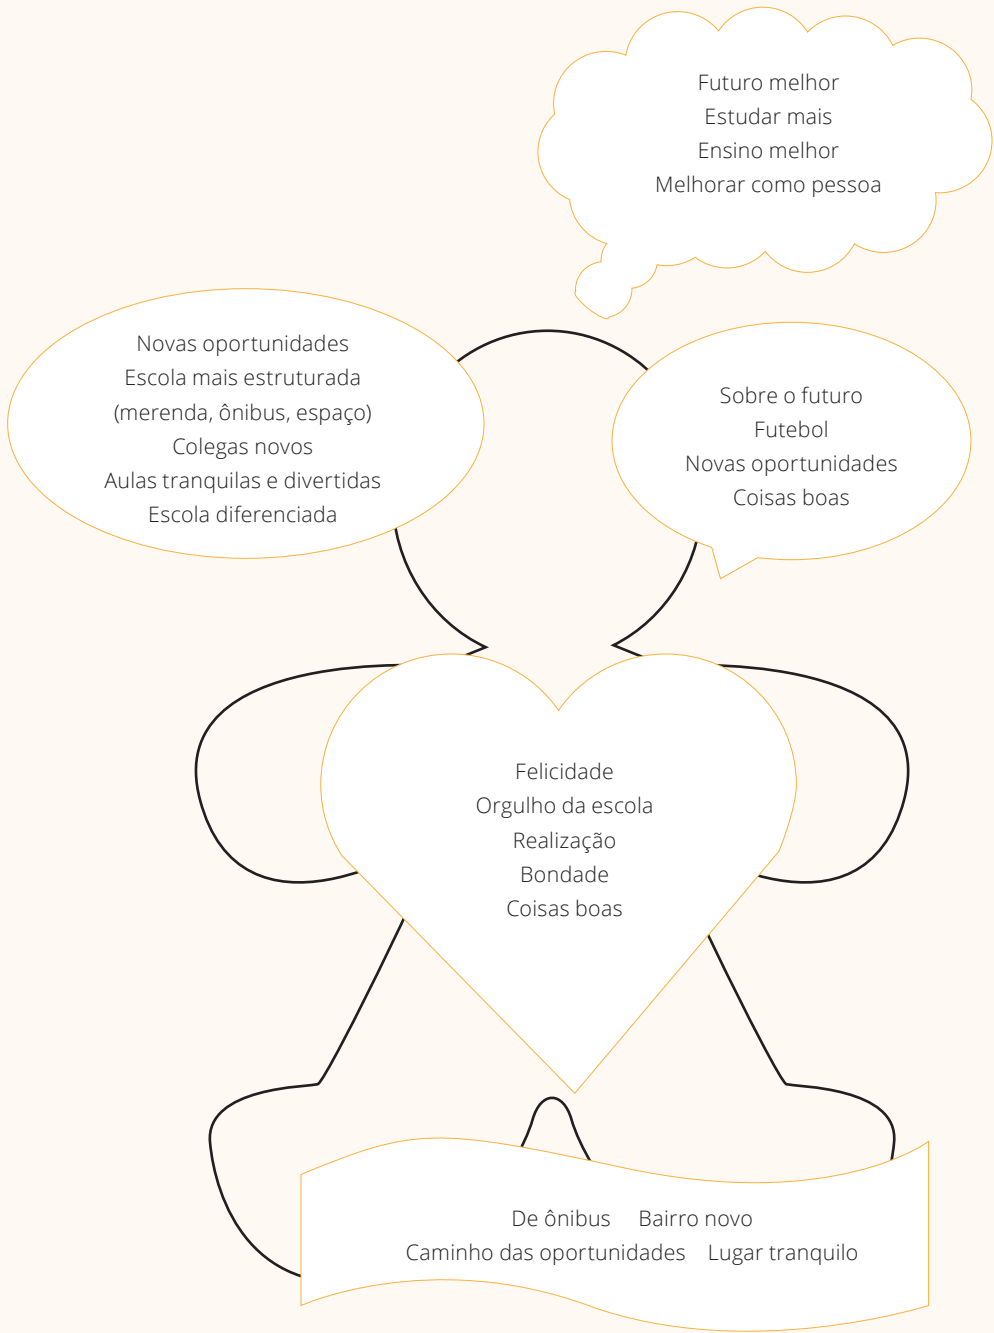 Futuro melhor
Estudar mais
Ensino melhor
Melhorar como pessoa
Novas oportunidades
Escola mais estruturada
(merenda, ônibus, espaço)
Colegas novos
Aulas tranquilas e divertidas
Escola diferenciada
Sobre o futuro
Futebol
Novas oportunidades
Coisas boas
Felicidade
Orgulho da escola
Realização
Bondade
Coisas boas
De ônibus Bairro novo
Caminho das oportunidades Lugar tranquilo